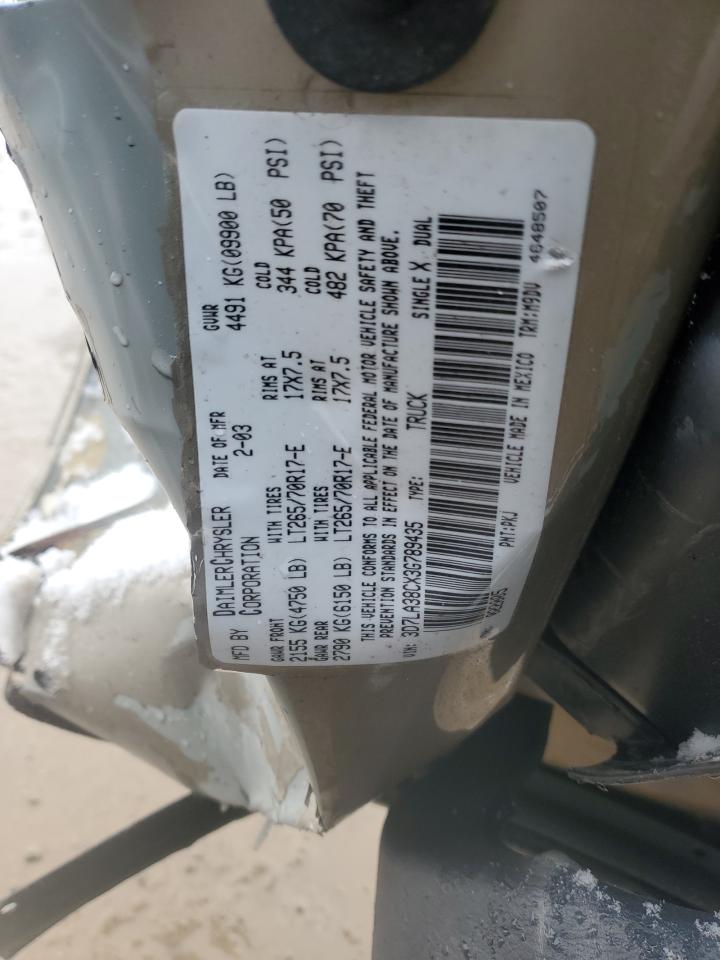 MFD BY DAIMLERCHRYSLER CORPORATION DATE OF MFR 2-03 GVWR 4491 KG(09900 LB)
GAWR FRONT WITH TIRES RIMS AT COLD
2155 KG(4750 LB) LT265/70R17-E 17X7.5 344 KPA(50 PSI)
GAWR REAR WITH TIRES RIMS AT COLD
2790 KG(6150 LB) LT265/70R17-E 17X7.5 482 KPA(70 PSI)
THIS VEHICLE CONFORMS TO ALL APPLICABLE FEDERAL MOTOR VEHICLE SAFETY AND THEFT
PREVENTION STANDARDS IN EFFECT ON THE DATE OF MANUFACTURE SHOWN ABOVE.
VIN: 3D7LA38CX3G789435 TYPE: TRUCK SINGLE X DUAL
PNT:PKJ VEHICLE MADE IN MEXICO TRM:M9DV 4648507